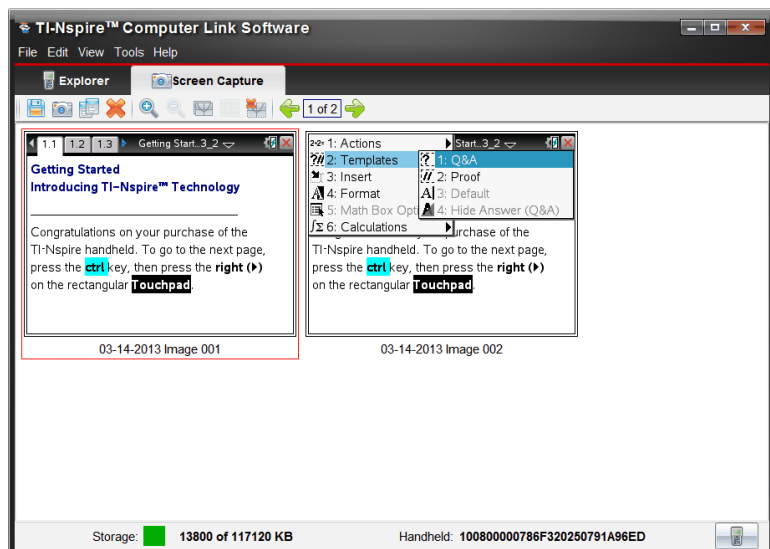 TI-Nspire™ Computer Link Software
File Edit View Tools Help
Explorer
Screen Capture
1 of 2
1.1 1.2 1.3 Getting Start..3_2
Getting Started
Introducing TI-Nspire™ Technology
Congratulations on your purchase of the
TI-Nspire handheld. To go to the next page,
press the ctrl key, then press the right (▶)
on the rectangular Touchpad.
03-14-2013 Image 001
1: Actions
2: Templates
3: Insert
4: Format
5: Math Box Opti
6: Calculations
Start..3_2
1: Q&A
2: Proof
3: Default
4: Hide Answer (Q&A)
urchase of the
TI-Nspire handheld. To go to the next page,
press the ctrl key, then press the right (▶)
on the rectangular Touchpad.
03-14-2013 Image 002
Storage: 13800 of 117120 KB Handheld: 100800000786F320250791A96ED